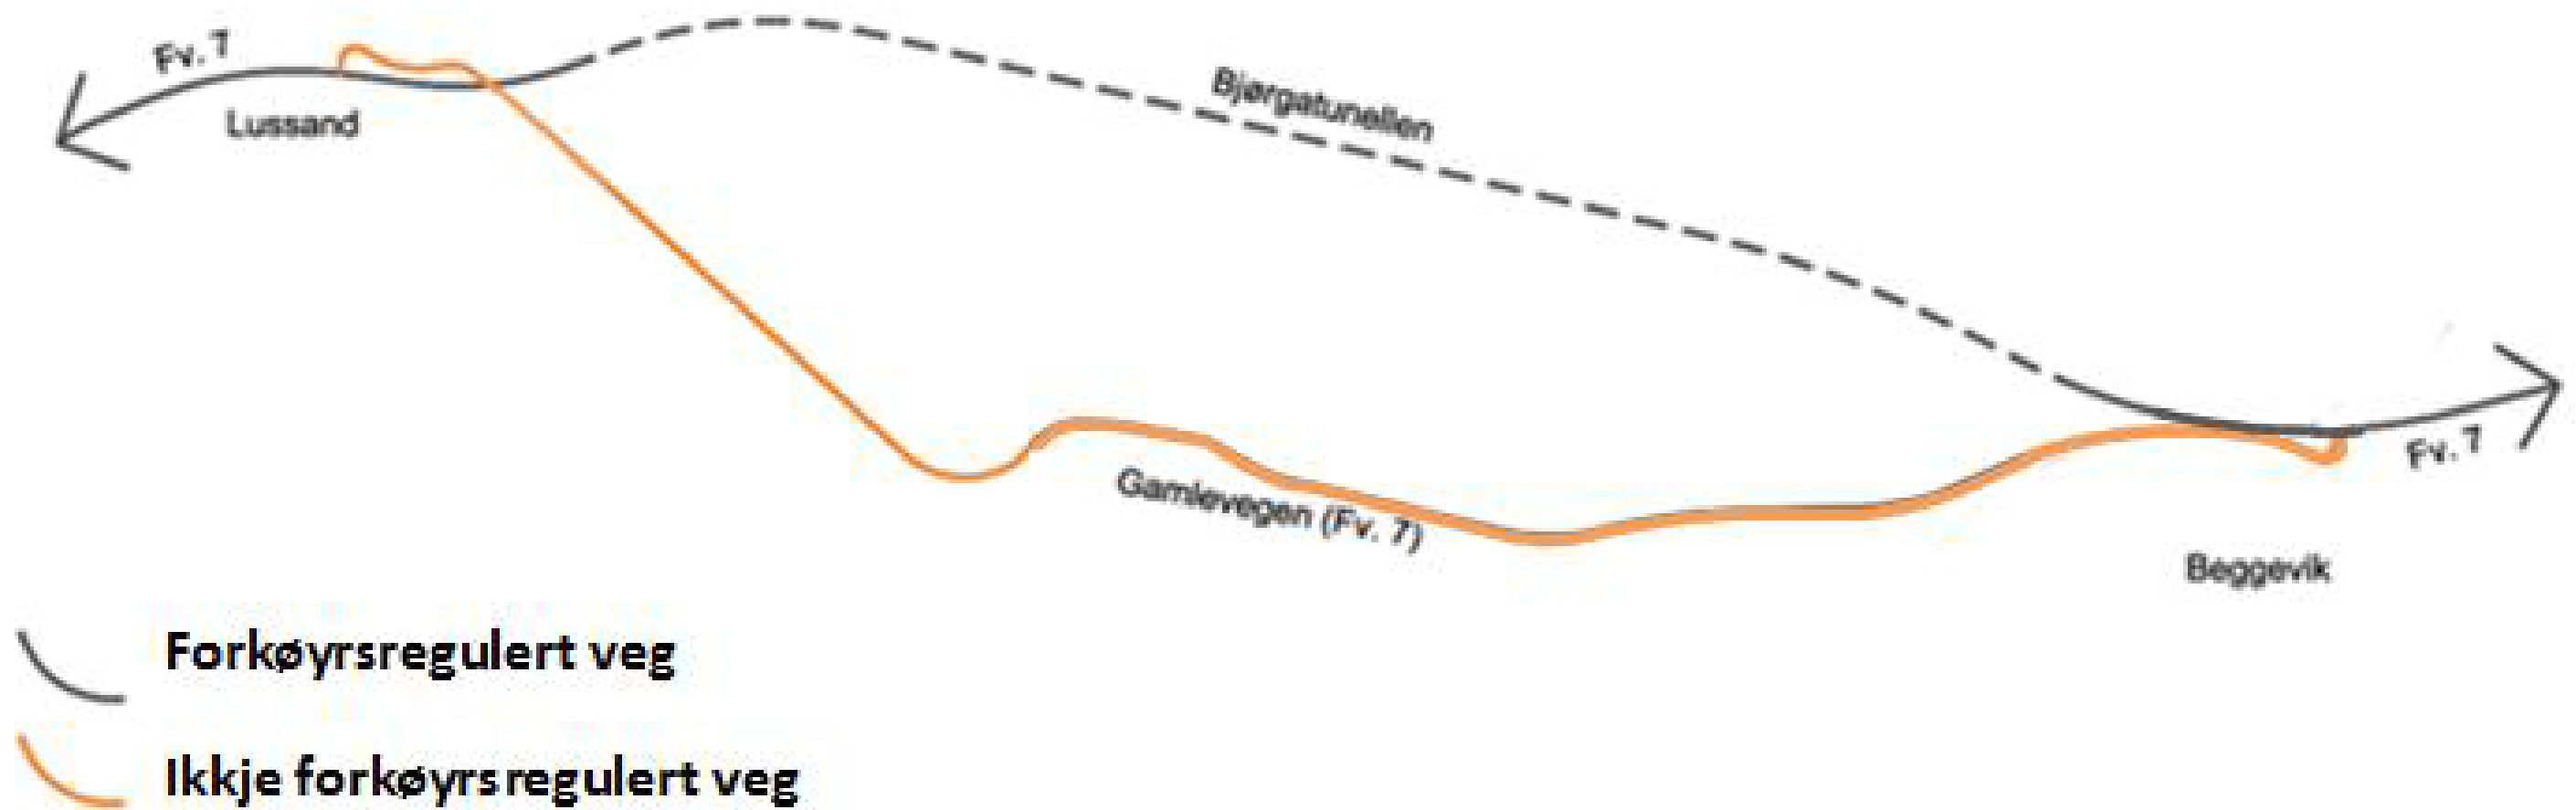 Fv. 7
Lussand
Bjørgatunellen
Gamlevegen (Fv. 7)
Fv. 7
Beggevik
Forkøyrsregulert veg
Ikkje forkøyrsregulert veg